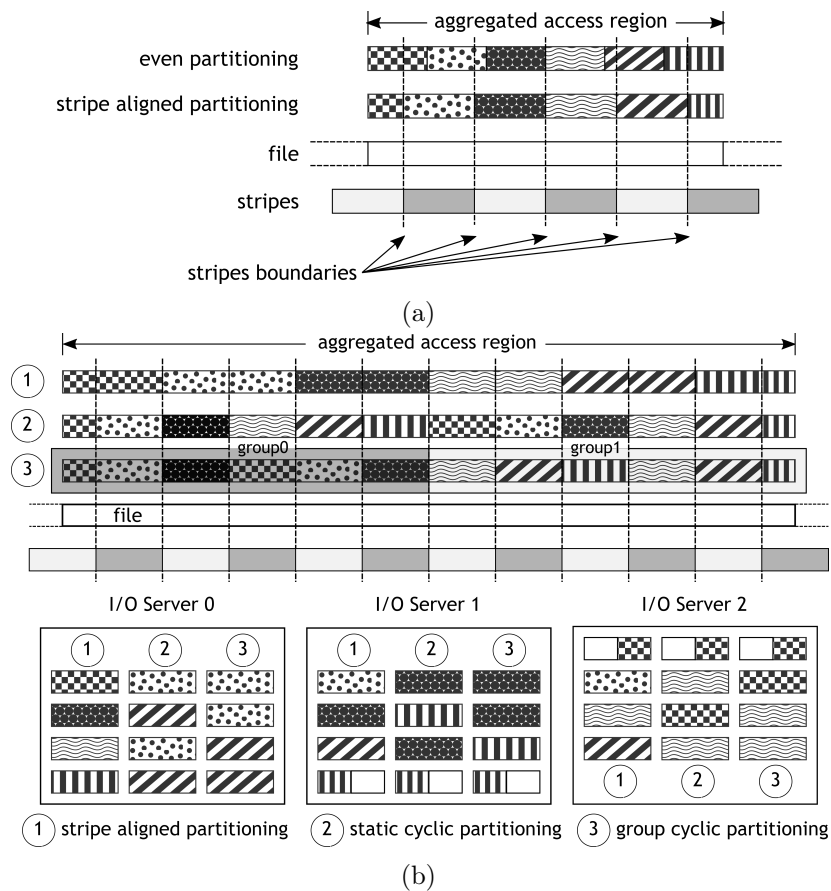 aggregated access region
even partitioning
stripe aligned partitioning
file
stripes
stripes boundaries
(a)
aggregated access region
1
2
group0 group1
3
file
I/O Server 0 I/O Server 1 I/O Server 2
1 2 3 1 2 3
1 2 3
1 stripe aligned partitioning 2 static cyclic partitioning 3 group cyclic partitioning
(b)